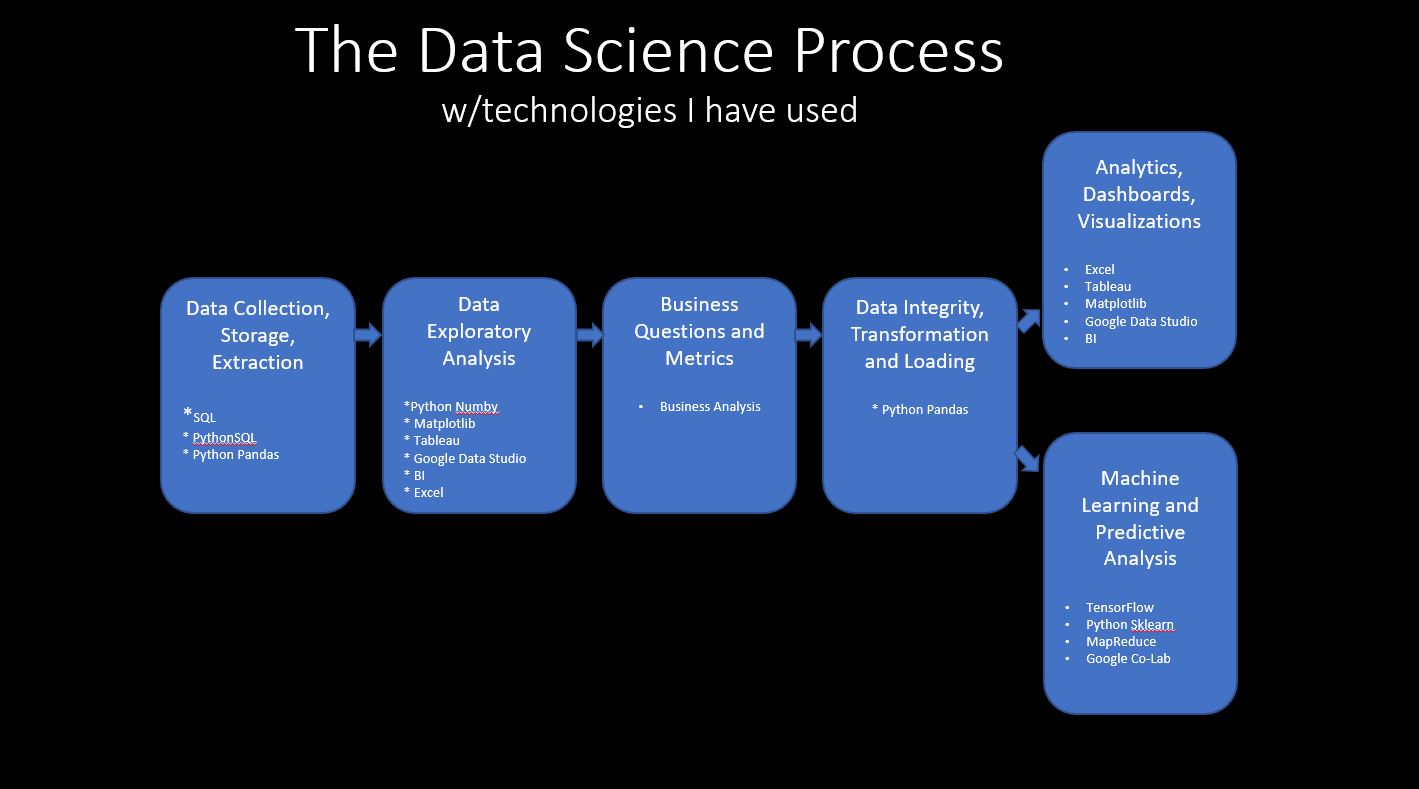 The Data Science Process
w/technologies I have used
Data Collection,
Storage,
Extraction
*SQL
* PythonSQL
* Python Pandas
Data
Exploratory
Analysis
*Python Numby
* Matplotlib
* Tableau
* Google Data Studio
* BI
* Excel
Business
Questions and
Metrics
• Business Analysis
Data Integrity,
Transformation
and Loading
* Python Pandas
Analytics,
Dashboards,
Visualizations
• Excel
• Tableau
• Matplotlib
• Google Data Studio
• BI
Machine
Learning and
Predictive
Analysis
• TensorFlow
• Python Sklearn
• MapReduce
• Google Co-Lab